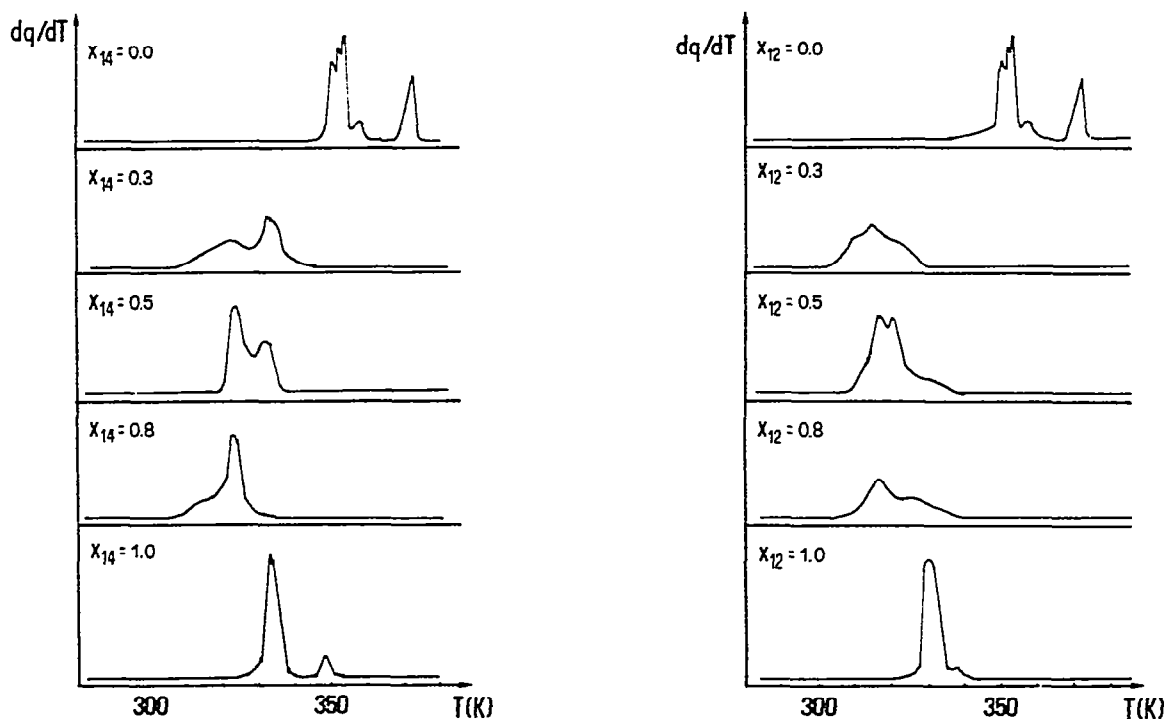 dq/dT
X14 = 0.0
X14 = 0.3
X14 = 0.5
X14 = 0.8
X14 = 1.0
300
350
T(K)
dq/dT
X12 = 0.0
X12 = 0.3
X12 = 0.5
X12 = 0.8
X12 = 1.0
300
350
T(K)